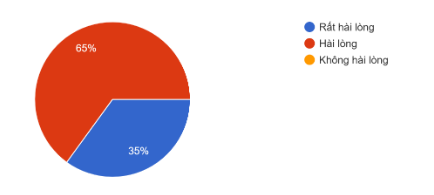 65%
35%
Rất hài lòng
Hài lòng
Không hài lòng